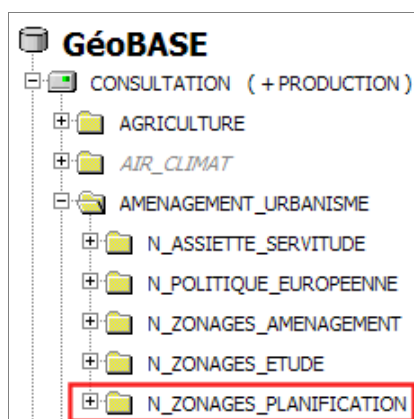 GéoBASE
CONSULTATION ( + PRODUCTION )
AGRICULTURE
AIR_CLIMAT
AMENAGEMENT_URBANISME
N_ASSIETTE_SERVITUDE
N_POLITIQUE_EUROPEENNE
N_ZONAGES_AMENAGEMENT
N_ZONAGES_ETUDE
N_ZONAGES_PLANIFICATION